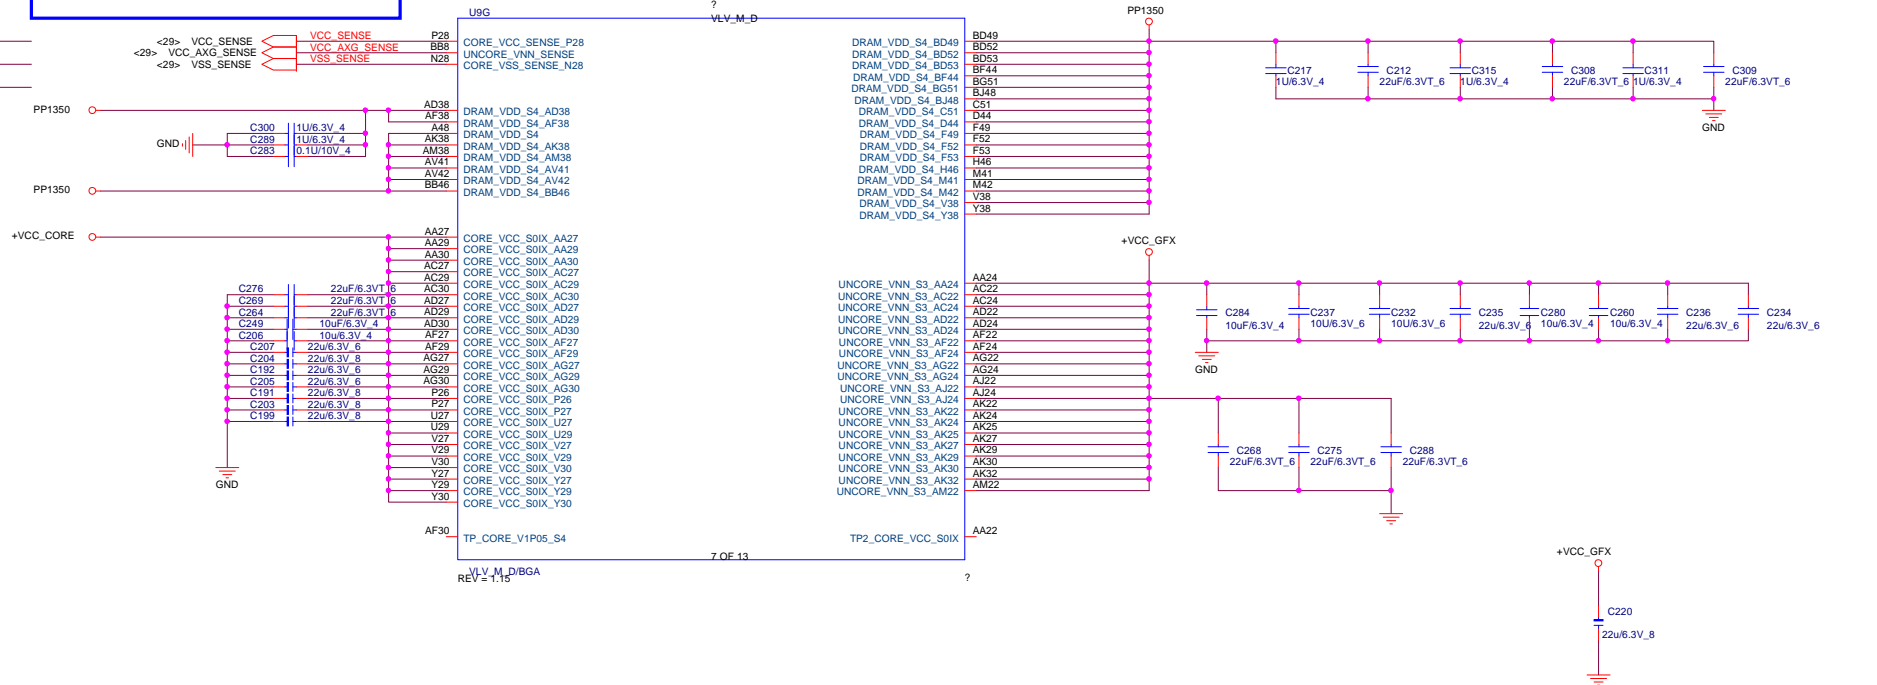 ?
U9G
VLV_M_D
PP1350
<29> VCC_SENSE
VCC_SENSE
P28
CORE_VCC_SENSE_P28
<29> VCC_AXG_SENSE
VCC_AXG_SENSE
BB8
UNCORE_VNN_SENSE
<29> VSS_SENSE
VSS_SENSE
N28
CORE_VSS_SENSE_N28
PP1350
AD38
DRAM_VDD_S4_AD38
AF38
DRAM_VDD_S4_AF38
A48
DRAM_VDD_S4
AK38
DRAM_VDD_S4_AK38
AM38
DRAM_VDD_S4_AM38
AV41
DRAM_VDD_S4_AV41
AV42
DRAM_VDD_S4_AV42
BB46
DRAM_VDD_S4_BB46
GND
C300 1U/6.3V_4
C289 1U/6.3V_4
C283 0.1U/10V_4
PP1350
+VCC_CORE
AA27
CORE_VCC_S0IX_AA27
AA29
CORE_VCC_S0IX_AA29
AA30
CORE_VCC_S0IX_AA30
AC27
CORE_VCC_S0IX_AC27
AC29
CORE_VCC_S0IX_AC29
AC30
CORE_VCC_S0IX_AC30
AD27
CORE_VCC_S0IX_AD27
AD29
CORE_VCC_S0IX_AD29
AD30
CORE_VCC_S0IX_AD30
AF27
CORE_VCC_S0IX_AF27
AF29
CORE_VCC_S0IX_AF29
AG27
CORE_VCC_S0IX_AG27
AG29
CORE_VCC_S0IX_AG29
AG30
CORE_VCC_S0IX_AG30
P26
CORE_VCC_S0IX_P26
P27
CORE_VCC_S0IX_P27
U27
CORE_VCC_S0IX_U27
U29
CORE_VCC_S0IX_U29
V27
CORE_VCC_S0IX_V27
V29
CORE_VCC_S0IX_V29
V30
CORE_VCC_S0IX_V30
Y27
CORE_VCC_S0IX_Y27
Y29
CORE_VCC_S0IX_Y29
Y30
CORE_VCC_S0IX_Y30
AF30
TP_CORE_V1P05_S4
C276 22uF/6.3VT_6
C269 22uF/6.3VT_6
C264 22uF/6.3VT_6
C249 10uF/6.3V_4
C206 10u/6.3V_4
C207 22u/6.3V_6
C204 22u/6.3V_8
C192 22u/6.3V_6
C205 22u/6.3V_6
C191 22u/6.3V_8
C203 22u/6.3V_8
C199 22u/6.3V_8
GND
DRAM_VDD_S4_BD49
BD49
DRAM_VDD_S4_BD52
BD52
DRAM_VDD_S4_BD53
BD53
DRAM_VDD_S4_BF44
BF44
DRAM_VDD_S4_BG51
BG51
DRAM_VDD_S4_BJ48
BJ48
DRAM_VDD_S4_C51
C51
DRAM_VDD_S4_D44
D44
DRAM_VDD_S4_F49
F49
DRAM_VDD_S4_F52
F52
DRAM_VDD_S4_F53
F53
DRAM_VDD_S4_H46
H46
DRAM_VDD_S4_M41
M41
DRAM_VDD_S4_M42
M42
DRAM_VDD_S4_V38
V38
DRAM_VDD_S4_Y38
Y38
C217
1U/6.3V_4
C212
22uF/6.3VT_6
C315
1U/6.3V_4
C308
22uF/6.3VT_6
C311
1U/6.3V_4
C309
22uF/6.3VT_6
GND
+VCC_GFX
UNCORE_VNN_S3_AA24
AA24
UNCORE_VNN_S3_AC22
AC22
UNCORE_VNN_S3_AC24
AC24
UNCORE_VNN_S3_AD22
AD22
UNCORE_VNN_S3_AD24
AD24
UNCORE_VNN_S3_AF22
AF22
UNCORE_VNN_S3_AF24
AF24
UNCORE_VNN_S3_AG22
AG22
UNCORE_VNN_S3_AG24
AG24
UNCORE_VNN_S3_AJ22
AJ22
UNCORE_VNN_S3_AJ24
AJ24
UNCORE_VNN_S3_AK22
AK22
UNCORE_VNN_S3_AK24
AK24
UNCORE_VNN_S3_AK25
AK25
UNCORE_VNN_S3_AK27
AK27
UNCORE_VNN_S3_AK29
AK29
UNCORE_VNN_S3_AK30
AK30
UNCORE_VNN_S3_AK32
AK32
UNCORE_VNN_S3_AM22
AM22
TP2_CORE_VCC_S0IX
AA22
C284
10uF/6.3V_4
C237
10U/6.3V_6
C232
10U/6.3V_6
C235
22u/6.3V_6
C280
10u/6.3V_4
C260
10u/6.3V_4
C236
22u/6.3V_6
C234
22u/6.3V_6
GND
C268
22uF/6.3VT_6
C275
22uF/6.3VT_6
C288
22uF/6.3VT_6
7 OF 13
VLV_M_D/BGA
REV = 1.15
?
+VCC_GFX
C220
22u/6.3V_8